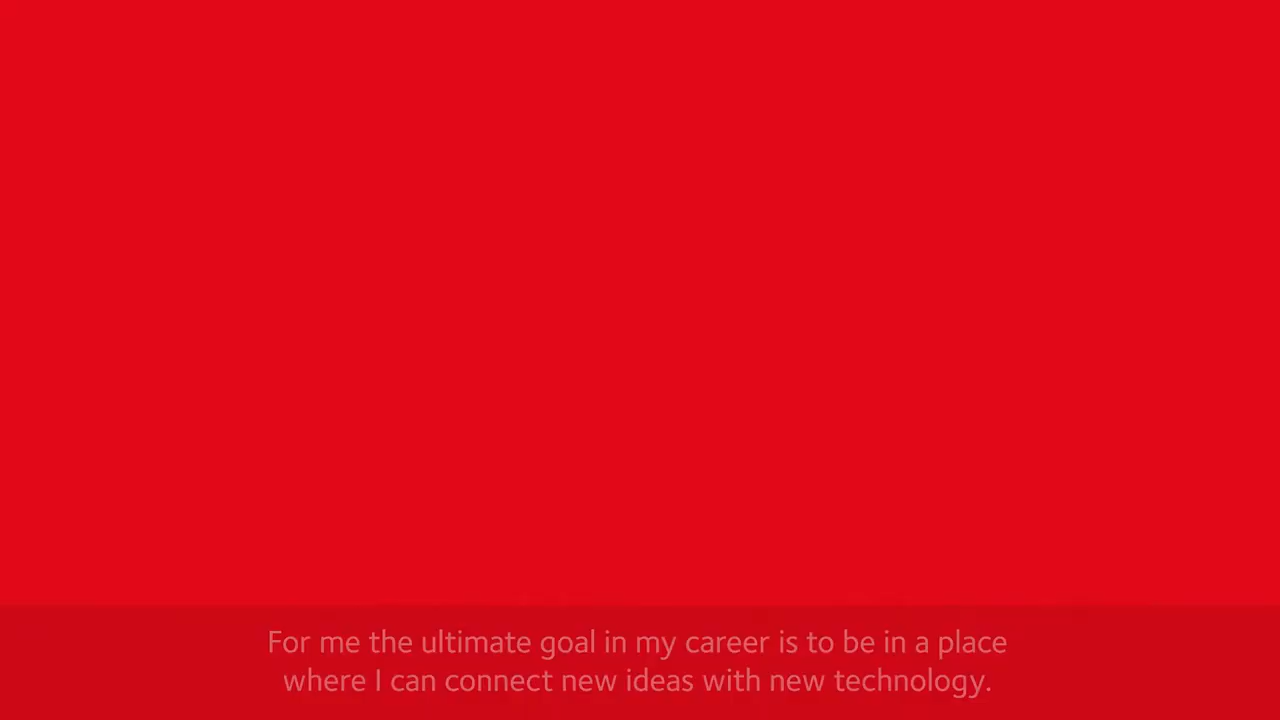 For me the ultimate goal in my career is to be in a place
where I can connect new ideas with new technology.